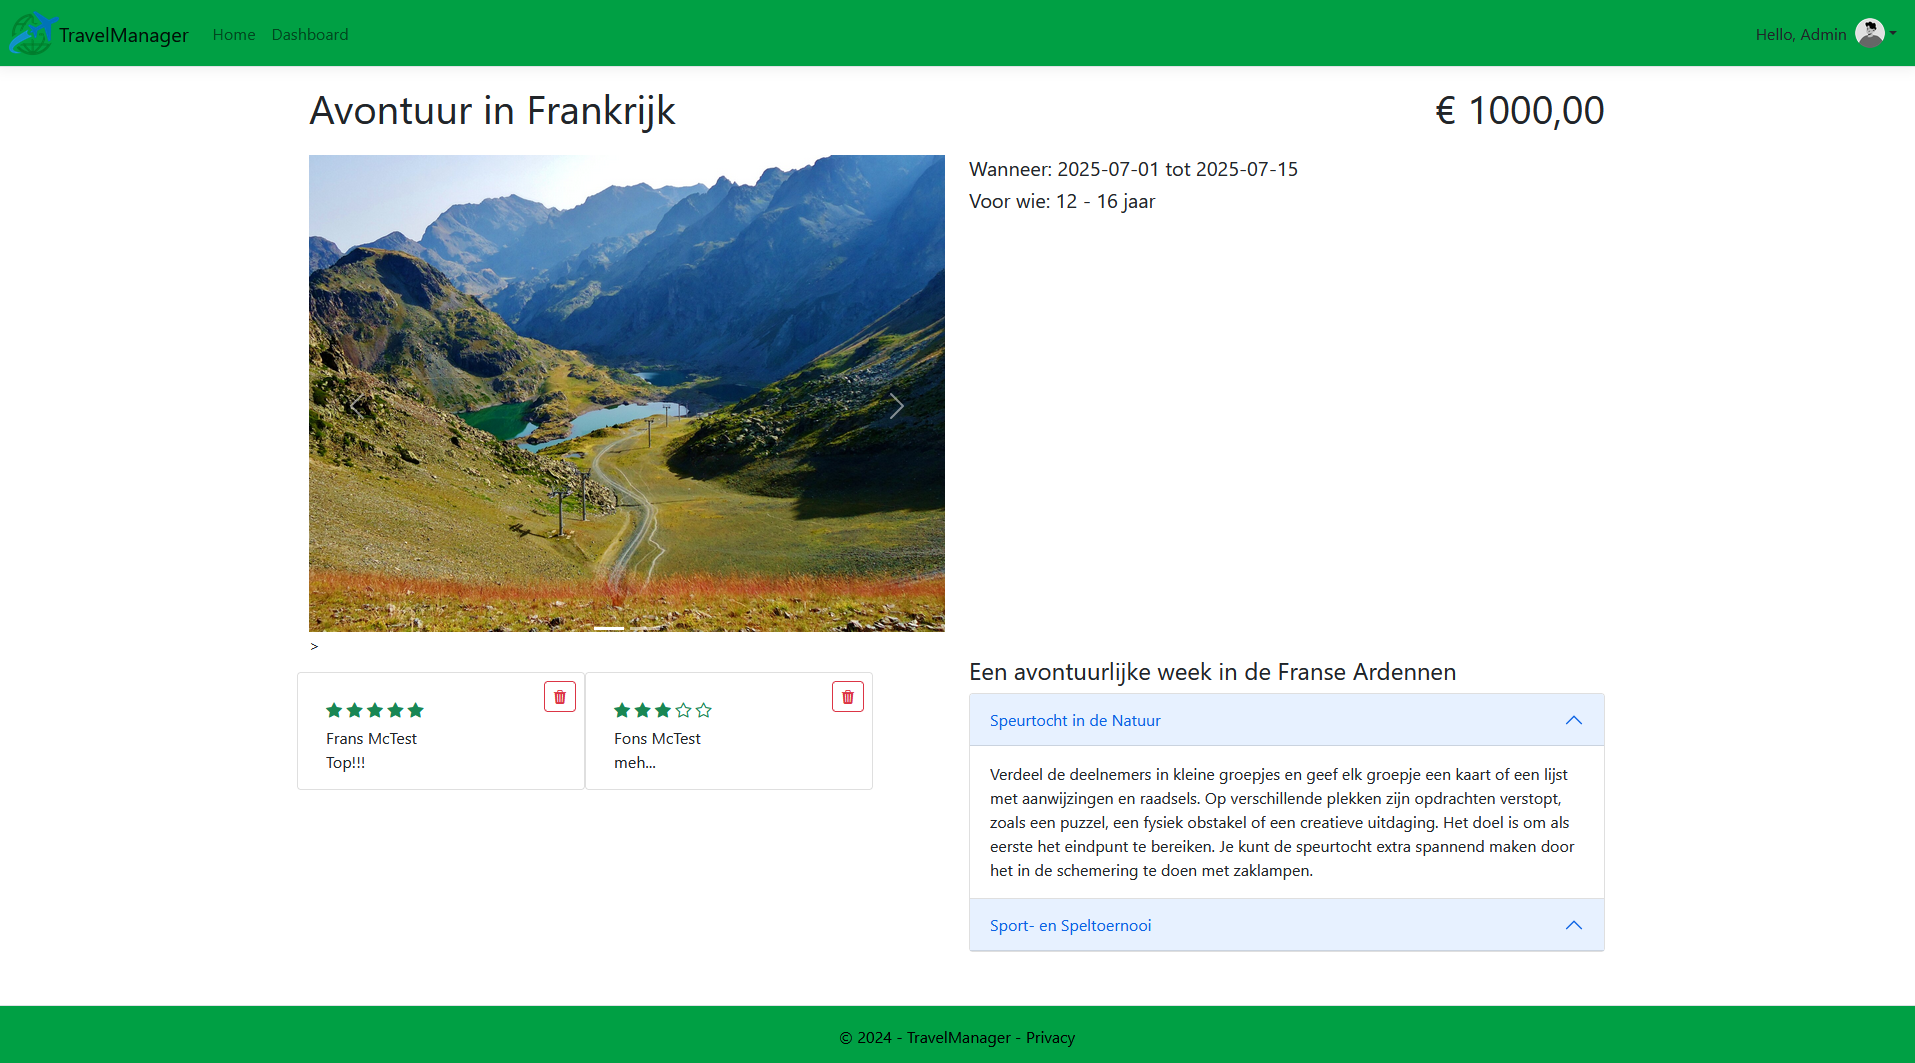 TravelManager Home Dashboard Hello, Admin
Avontuur in Frankrijk € 1000,00
Wanneer: 2025-07-01 tot 2025-07-15
Voor wie: 12 - 16 jaar
>
Frans McTest
Top!!!
Fons McTest
meh...
Een avontuurlijke week in de Franse Ardennen
Speurtocht in de Natuur
Verdeel de deelnemers in kleine groepjes en geef elk groepje een kaart of een lijst
met aanwijzingen en raadsels. Op verschillende plekken zijn opdrachten verstopt,
zoals een puzzel, een fysiek obstakel of een creatieve uitdaging. Het doel is om als
eerste het eindpunt te bereiken. Je kunt de speurtocht extra spannend maken door
het in de schemering te doen met zaklampen.
Sport- en Speltoernooi
© 2024 - TravelManager - Privacy